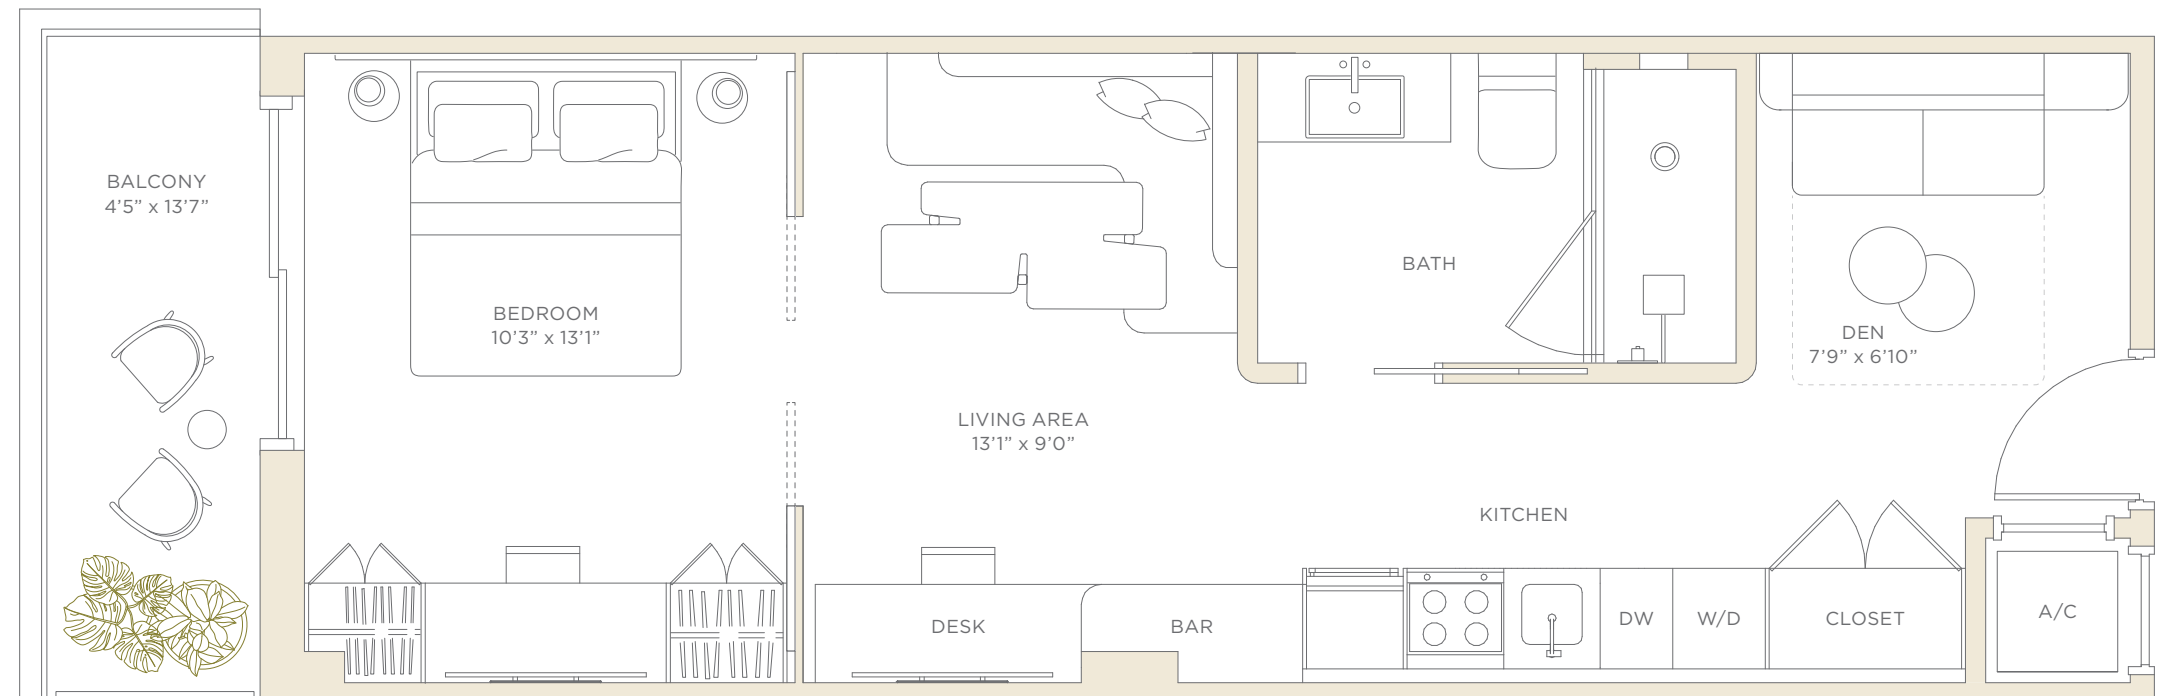 BALCONY
4’5” x 13’7”
BEDROOM
10’3” x 13’1”
LIVING AREA
13’1” x 9’0”
BATH
DEN
7’9” x 6’10”
KITCHEN
DESK
BAR
DW
W/D
CLOSET
A/C